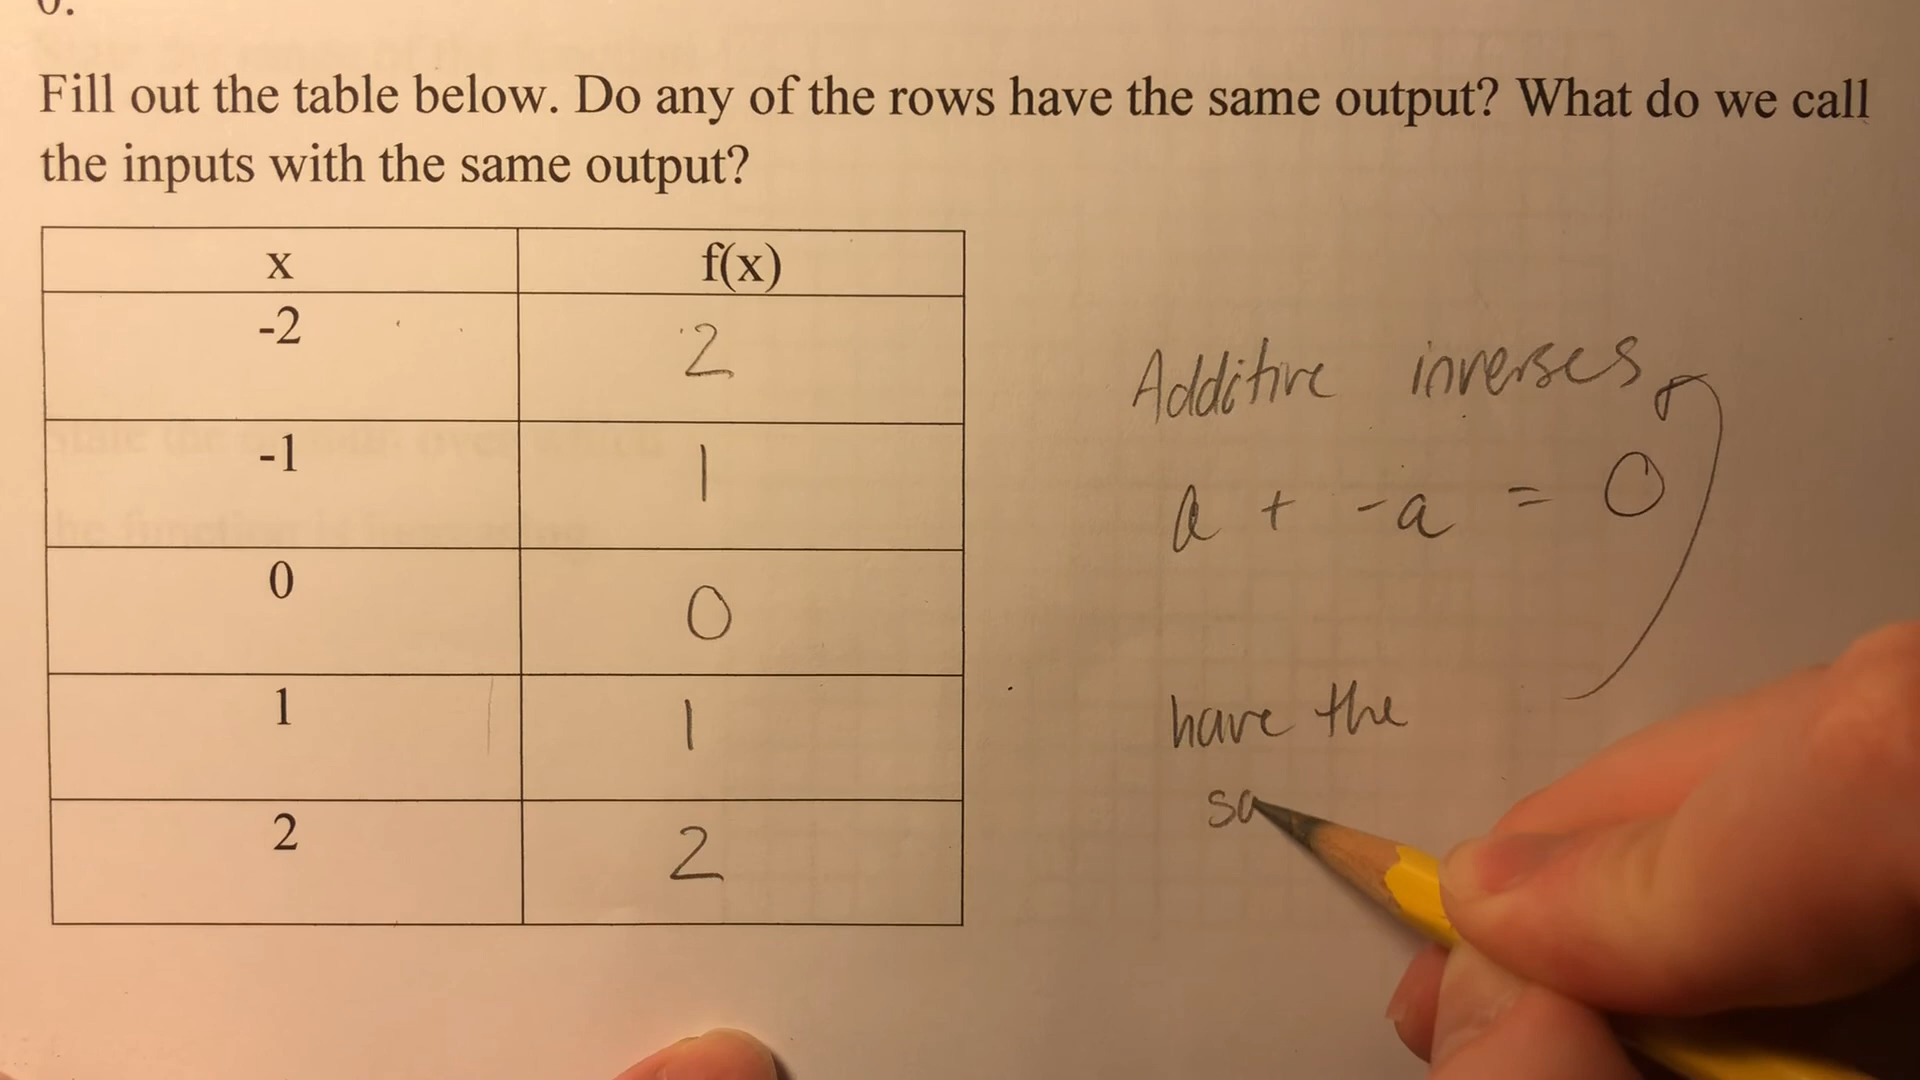 Fill out the table below. Do any of the rows have the same output? What do we call
the inputs with the same output?
x f(x)
-2 2
-1 1
0 0
1 1
2 2
Additive inverses
a + -a = 0
have the
sa